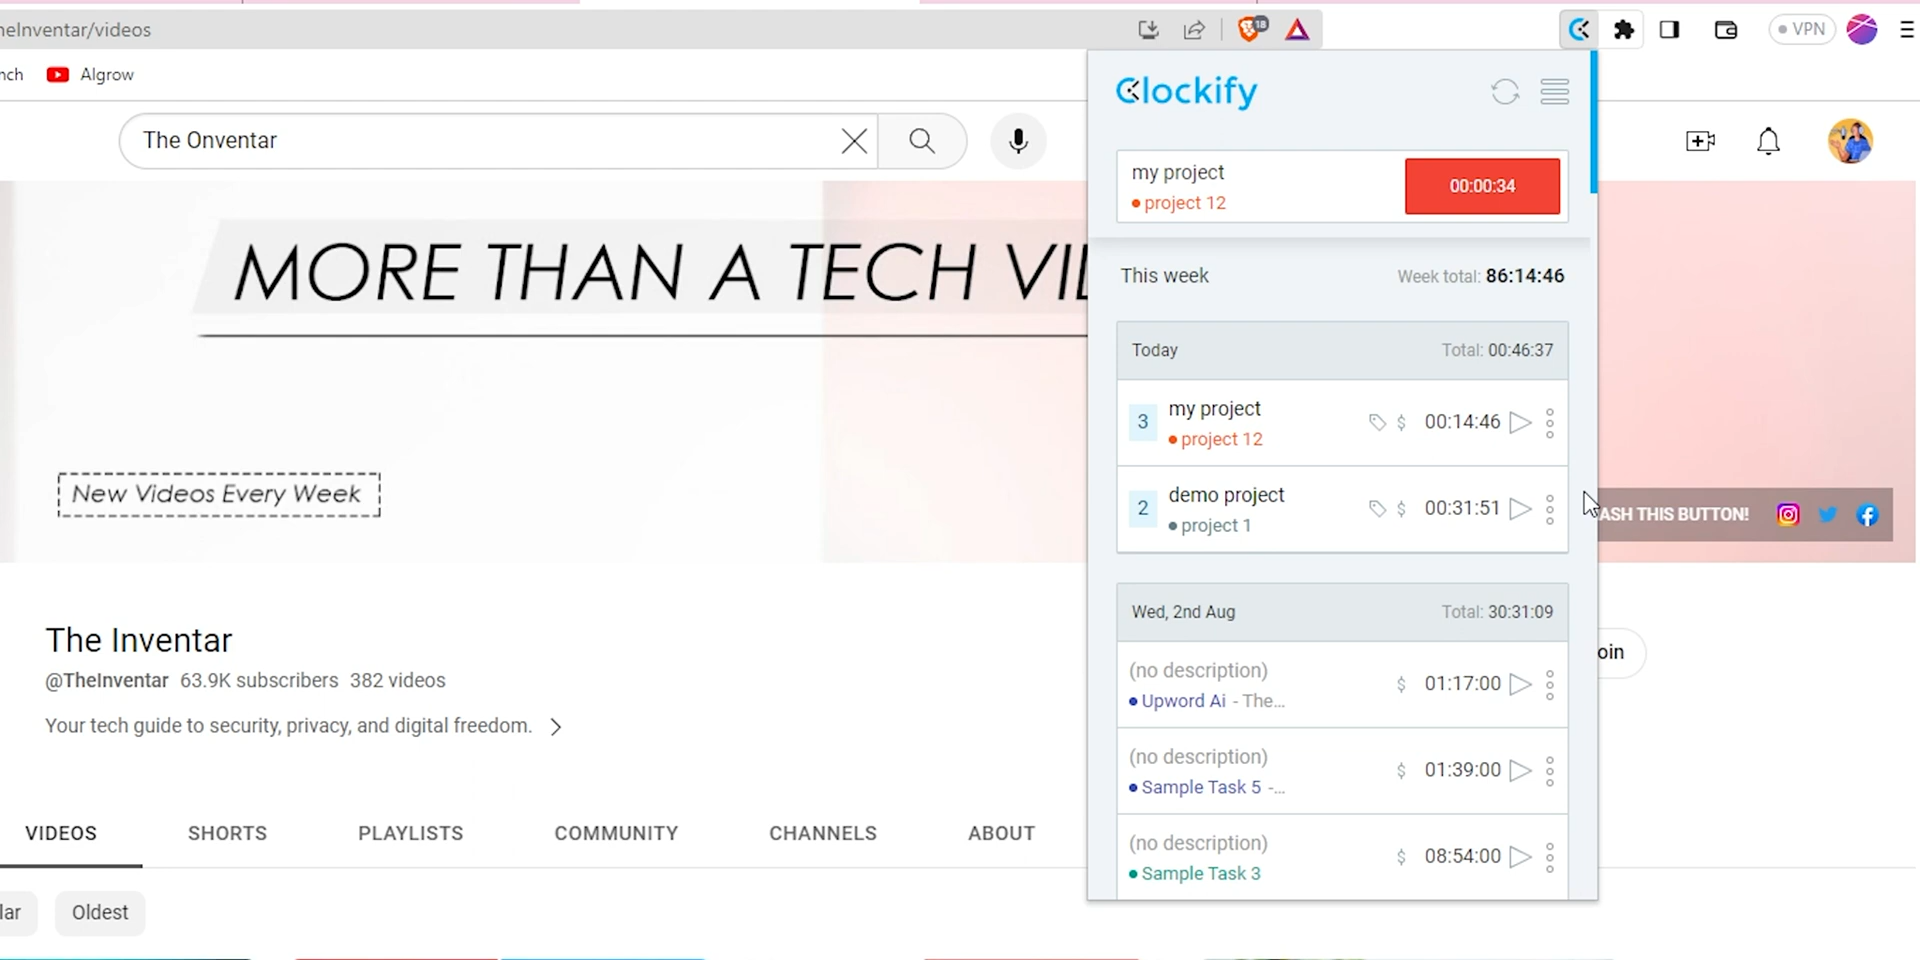 heInventar/videos
18
VPN
nch
Algrow
The Onventar
MORE THAN A TECH VI
New Videos Every Week
ASH THIS BUTTON!
The Inventar
@TheInventar 63.9K subscribers 382 videos
Your tech guide to security, privacy, and digital freedom.
oin
VIDEOS SHORTS PLAYLISTS COMMUNITY CHANNELS ABOUT
lar Oldest
Clockify
my project
project 12
00:00:34
This week Week total: 86:14:46
Today Total: 00:46:37
3 my project $ 00:14:46
project 12
2 demo project $ 00:31:51
project 1
Wed, 2nd Aug Total: 30:31:09
(no description) $ 01:17:00
Upword Ai - The...
(no description) $ 01:39:00
Sample Task 5 -...
(no description) $ 08:54:00
Sample Task 3